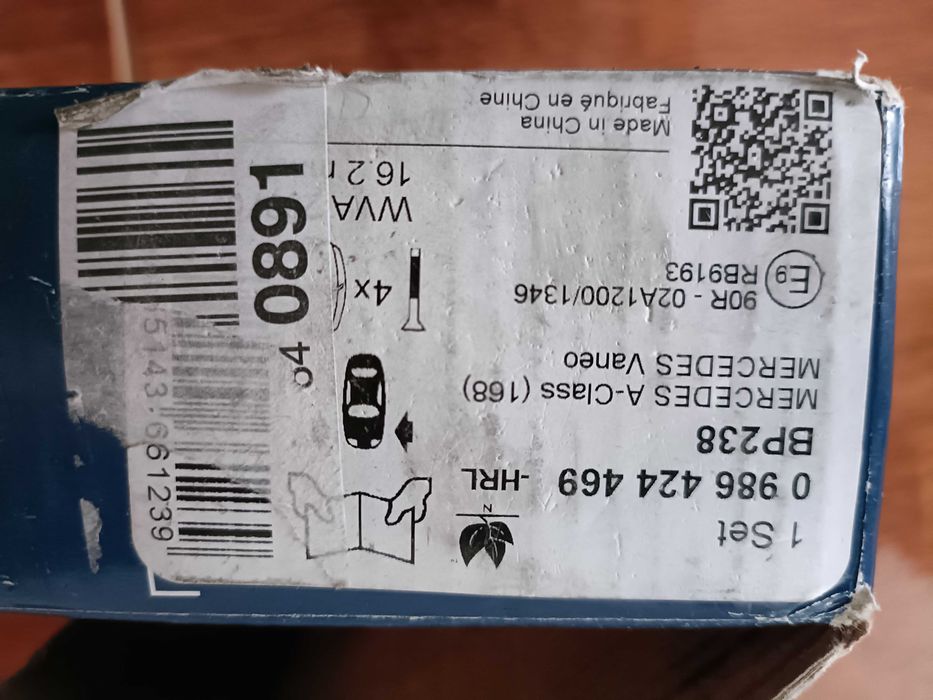 1 Set
N
0 986 424 469 -HRL
BP238
MERCEDES A-Class (168)
MERCEDES Vaneo
90R - 02A1200/1346
E9
RB9193
4x
WVA
16.2
Made in China
Fabriqué en Chine
0891
5143.661239